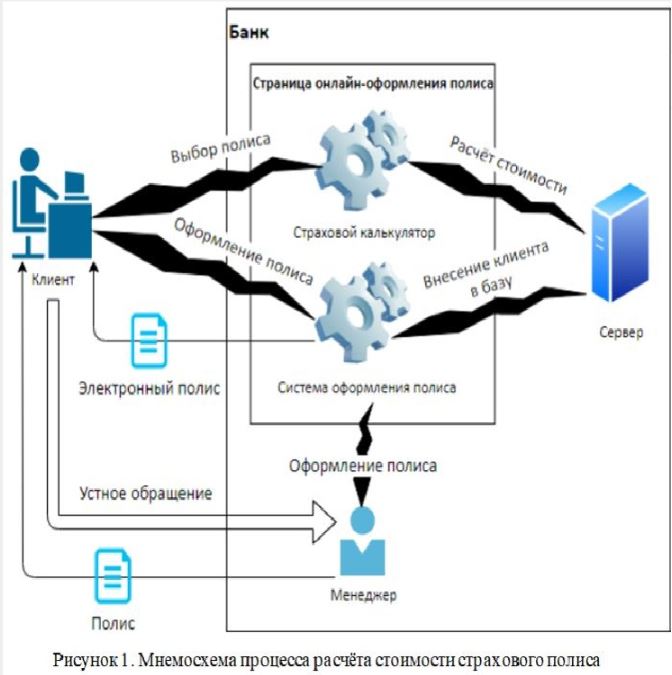 Банк
Страница онлайн-оформления полиса
Выбор полиса
Расчёт стоимости
Страховой калькулятор
Оформление полиса
Внесение клиента
в базу
Клиент
Сервер
Электронный полис
Система оформления полиса
Оформление полиса
Устное обращение
Менеджер
Полис
Рисунок 1. Мнемосхема процесса расчёта стоимости страхового полиса